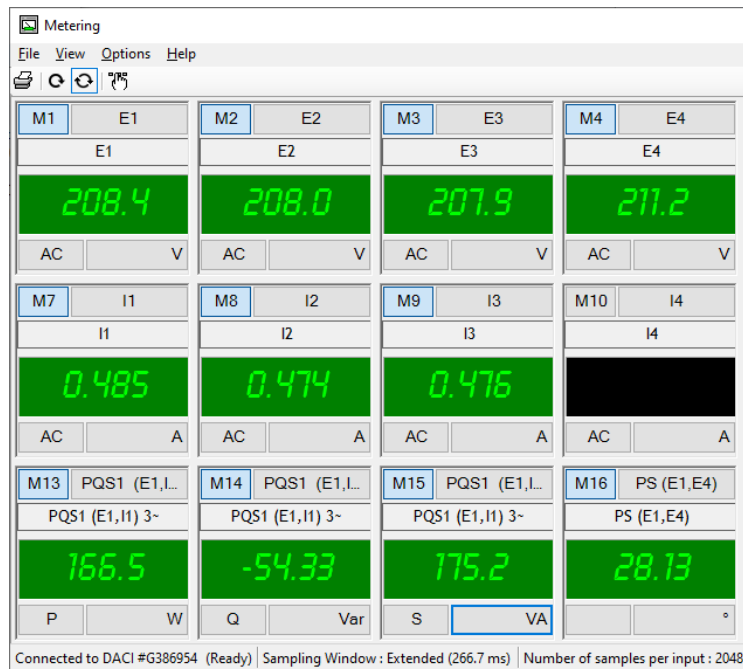 Metering
File View Options Help
M1 E1 M2 E2 M3 E3 M4 E4
E1 E2 E3 E4
208.4 208.0 207.9 211.2
AC V AC V AC V AC V
M7 I1 M8 I2 M9 I3 M10 I4
I1 I2 I3 I4
0.485 0.474 0.476
AC A AC A AC A AC A
M13 PQS1 (E1,I... M14 PQS1 (E1,I... M15 PQS1 (E1,I... M16 PS (E1,E4)
PQS1 (E1,I1) 3~ PQS1 (E1,I1) 3~ PQS1 (E1,I1) 3~ PS (E1,E4)
166.5 -54.33 175.2 28.13
P W Q Var S VA °
Connected to DACI #G386954 (Ready) Sampling Window : Extended (266.7 ms) Number of samples per input : 2048